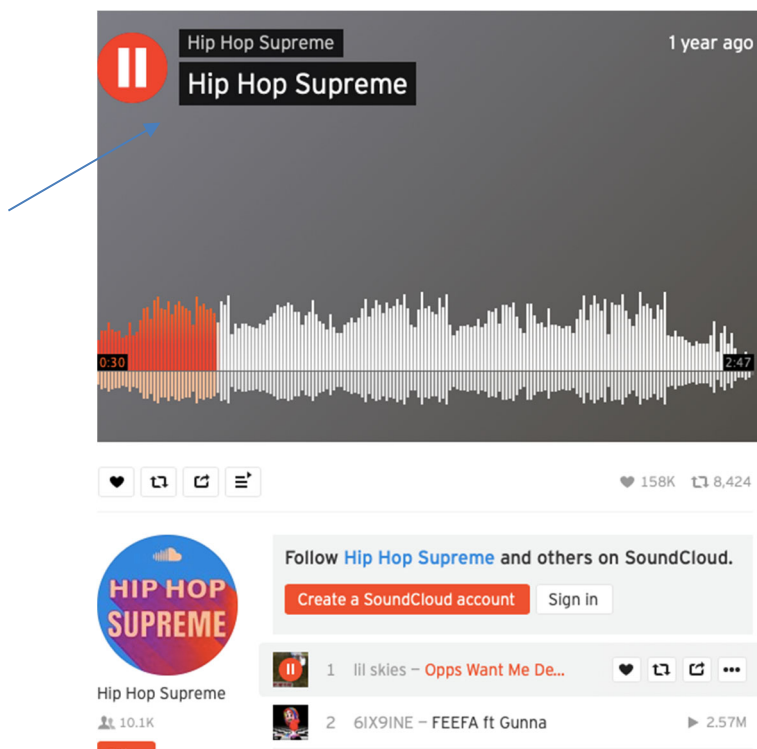 Hip Hop Supreme
1 year ago
Hip Hop Supreme
0:30
2:47
158K
8,424
HIP HOP
SUPREME
Follow Hip Hop Supreme and others on SoundCloud.
Create a SoundCloud account
Sign in
Hip Hop Supreme
10.1K
1 lil skies – Opps Want Me De...
2 6IX9INE – FEEFA ft Gunna
2.57M